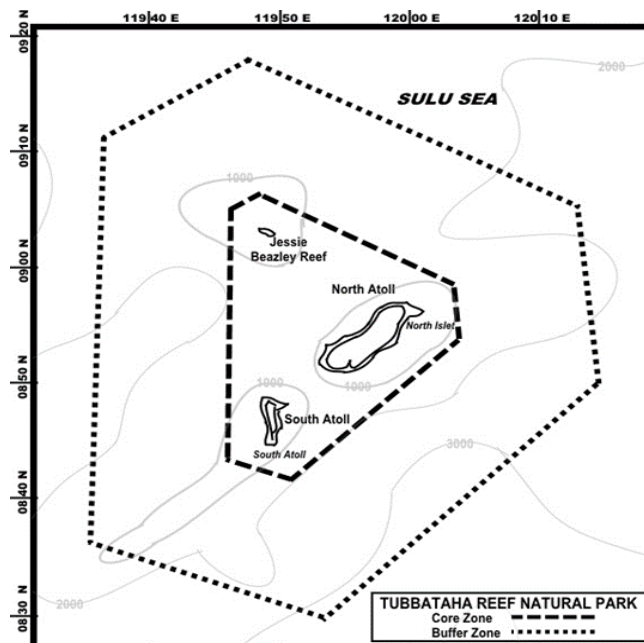 119 40 E 119 50 E 120 00 E 120 10 E
09 20 N
2000
SULU SEA
09 10 N
1000
Jessie
Beazley Reef
09 00 N
North Atoll
North Islet
08 50 N
1000
1000
South Atoll
South Atoll
3000
08 40 N
2000
08 30 N
TUBBATAHA REEF NATURAL PARK
Core Zone
Buffer Zone